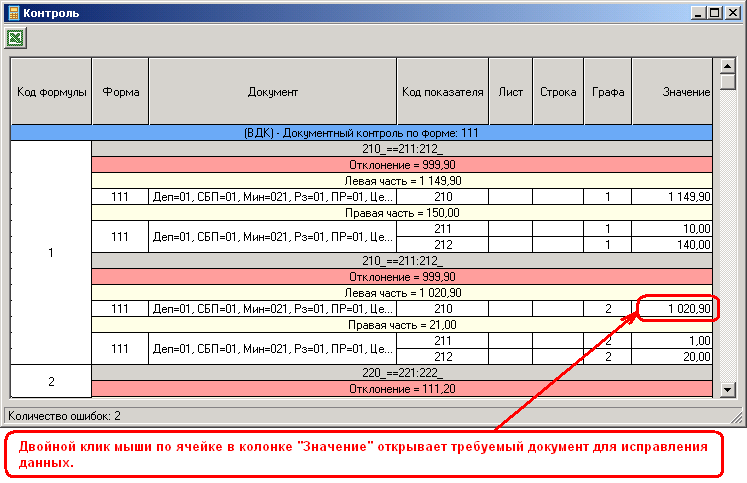 Контроль
Код формулы Форма Документ Код показателя Лист Строка Графа Значение
(ВДК) - Документный контроль по форме: 111
210_==211:212_
Отклонение = 999,90
Левая часть = 1 149,90
111 Деп=01, СБП=01, Мин=021, Рз=01, ПР=01, Це... 210 1 1 149,90
Правая часть = 150,00
111 Деп=01, СБП=01, Мин=021, Рз=01, ПР=01, Це... 211 1 10,00
212 1 140,00
1
210_==211:212_
Отклонение = 999,90
Левая часть = 1 020,90
111 Деп=01, СБП=01, Мин=021, Рз=01, ПР=01, Це... 210 2 1 020,90
Правая часть = 21,00
111 Деп=01, СБП=01, Мин=021, Рз=01, ПР=01, Це... 211 2 1,00
212 2 20,00
2 220_==221:222_
Отклонение = 111,20
Количество ошибок: 2
Двойной клик мыши по ячейке в колонке "Значение" открывает требуемый документ для исправления
данных.